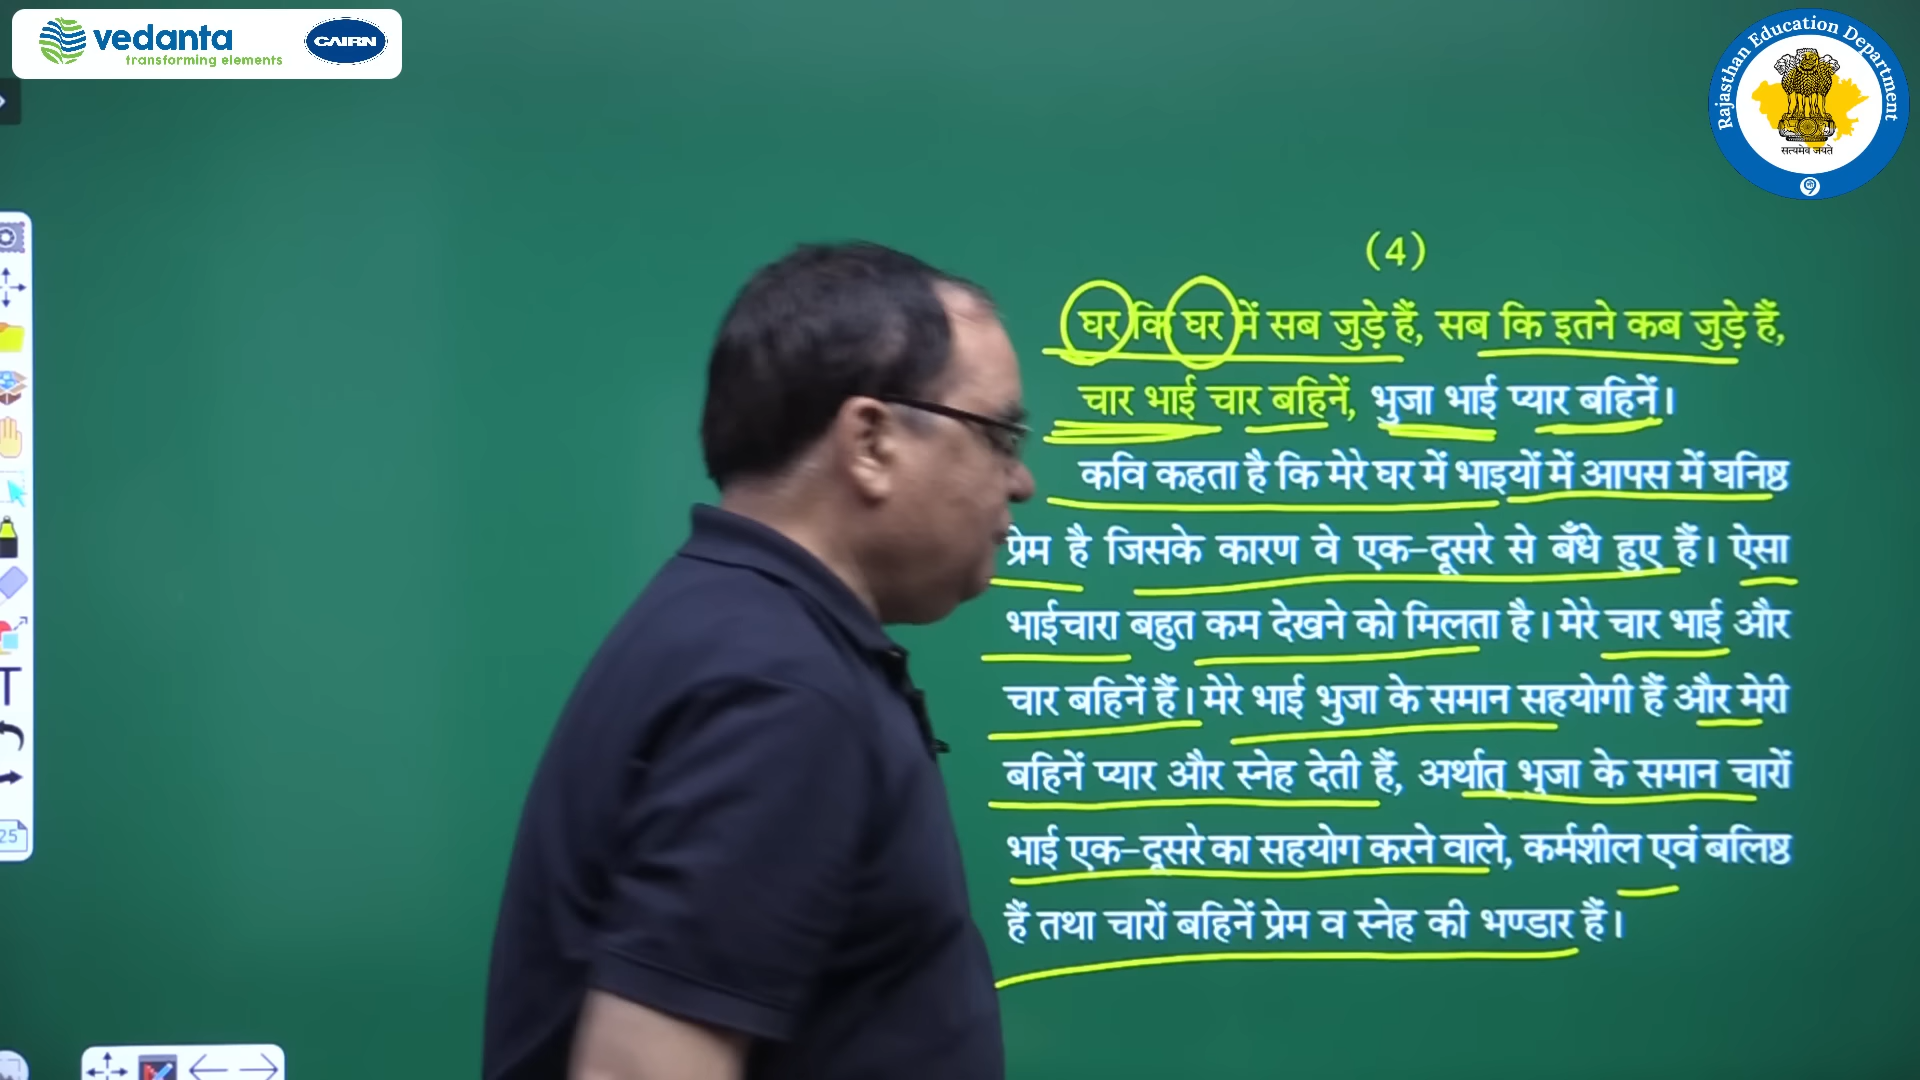 vedanta
transforming elements
CAIRN
Rajasthan Education Department
सत्यमेव जयते
(4)
घर कि घर में सब जुड़े हैं, सब कि इतने कब जुड़े हैं,
चार भाई चार बहिनें, भुजा भाई प्यार बहिनें।
कवि कहता है कि मेरे घर में भाइयों में आपस में घनिष्ठ
प्रेम है जिसके कारण वे एक-दूसरे से बँधे हुए हैं। ऐसा
भाईचारा बहुत कम देखने को मिलता है। मेरे चार भाई और
चार बहिनें हैं। मेरे भाई भुजा के समान सहयोगी हैं और मेरी
बहिनें प्यार और स्नेह देती हैं, अर्थात् भुजा के समान चारों
भाई एक-दूसरे का सहयोग करने वाले, कर्मशील एवं बलिष्ठ
हैं तथा चारों बहिनें प्रेम व स्नेह की भण्डार हैं।
T
25